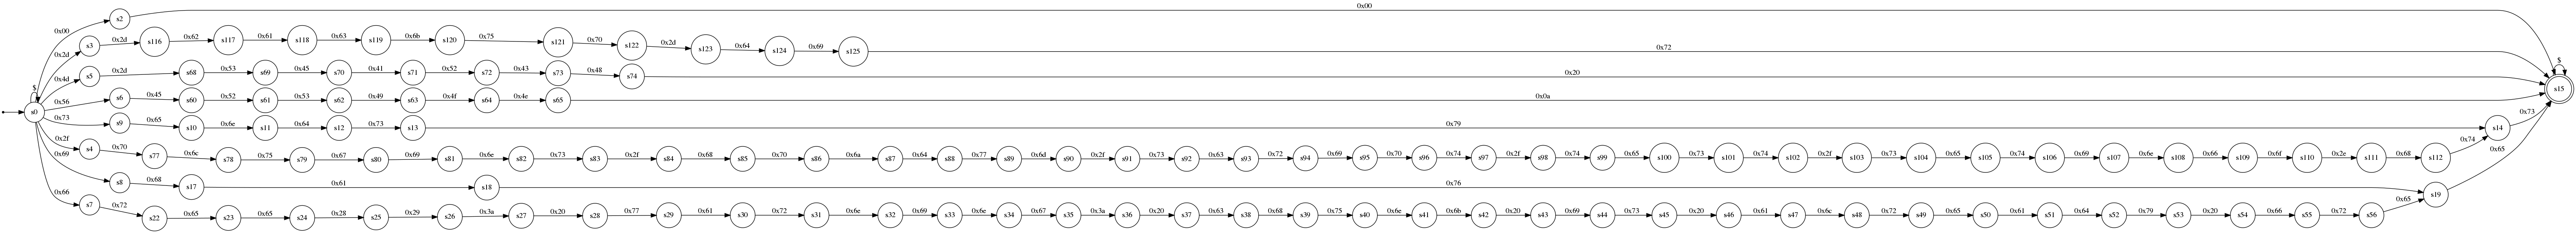 0x00 s2 0x00
0x2d s3 0x2d s116 0x62 s117 0x61 s118 0x63 s119 0x6b s120 0x75 s121 0x70 s122 0x2d s123 0x64 s124 0x69 s125 0x72
0x4d s5 0x2d s68 0x53 s69 0x45 s70 0x41 s71 0x52 s72 0x43 s73 0x48 s74 0x20
$ s15
$ s0
0x56 s6 0x45 s60 0x52 s61 0x53 s62 0x49 s63 0x4f s64 0x4e s65 0x0a
0x73 s9 0x65 s10 0x6e s11 0x64 s12 0x73 s13 0x79 s14 0x73
0x2f s4 0x70 s77 0x6c s78 0x75 s79 0x67 s80 0x69 s81 0x6e s82 0x73 s83 0x2f s84 0x68 s85 0x70 s86 0x6a s87 0x64 s88 0x77 s89 0x6d s90 0x2f s91 0x73 s92 0x63 s93 0x72 s94 0x69 s95 0x70 s96 0x74 s97 0x2f s98 0x74 s99 0x65 s100 0x73 s101 0x74 s102 0x2f s103 0x73 s104 0x65 s105 0x74 s106 0x69 s107 0x6e s108 0x66 s109 0x6f s110 0x2e s111 0x68 s112 0x74
0x69 s8 0x68 s17 0x61 s18 0x76 s19 0x65
0x66 s7 0x72 s22 0x65 s23 0x65 s24 0x28 s25 0x29 s26 0x3a s27 0x20 s28 0x77 s29 0x61 s30 0x72 s31 0x6e s32 0x69 s33 0x6e s34 0x67 s35 0x3a s36 0x20 s37 0x63 s38 0x68 s39 0x75 s40 0x6e s41 0x6b s42 0x20 s43 0x69 s44 0x73 s45 0x20 s46 0x61 s47 0x6c s48 0x72 s49 0x65 s50 0x61 s51 0x64 s52 0x79 s53 0x20 s54 0x66 s55 0x72 s56 0x65